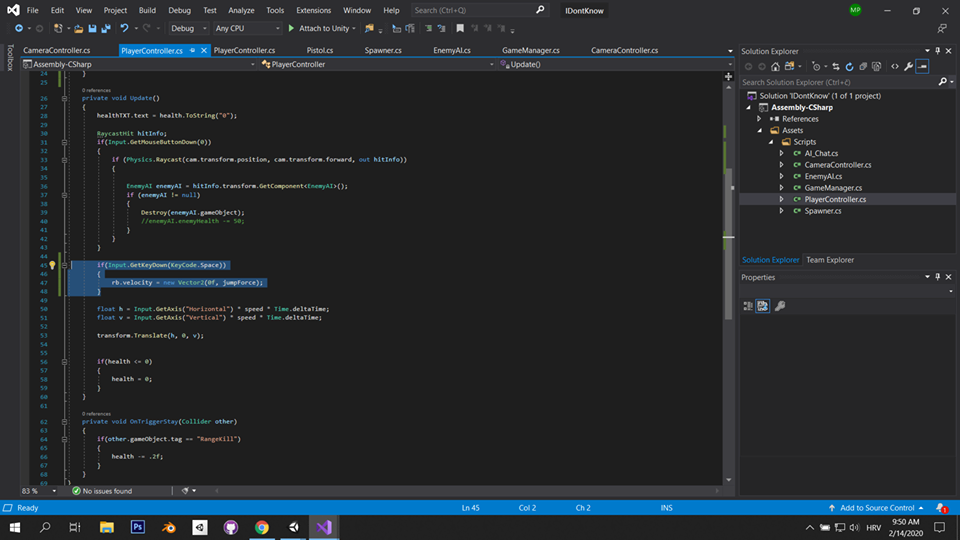 File Edit View Project Build Debug Test Analyze Tools Extensions Window Help Search (Ctrl+Q) IDontKnow MP
Debug Any CPU Attach to Unity
Toolbox
CameraController.cs PlayerController.cs PlayerController.cs Pistol.cs Spawner.cs EnemyAI.cs GameManager.cs CameraController.cs
Assembly-CSharp PlayerController Update()
24 }
25
0 references
26 private void Update()
27 {
28 healthTXT.text = health.ToString("0");
29
30 RaycastHit hitInfo;
31 if(Input.GetMouseButtonDown(0))
32 {
33 if (Physics.Raycast(cam.transform.position, cam.transform.forward, out hitInfo))
34 {
35
36 EnemyAI enemyAI = hitInfo.transform.GetComponent<EnemyAI>();
37 if (enemyAI != null)
38 {
39 Destroy(enemyAI.gameObject);
40 //enemyAI.enemyHealth -= 50;
41 }
42 }
43 }
44
45 if(Input.GetKeyDown(KeyCode.Space))
46 {
47 rb.velocity = new Vector2(0f, jumpForce);
48 }
49
50 float h = Input.GetAxis("Horizontal") * speed * Time.deltaTime;
51 float v = Input.GetAxis("Vertical") * speed * Time.deltaTime;
52
53 transform.Translate(h, 0, v);
54
55
56 if(health <= 0)
57 {
58 health = 0;
59 }
60 }
61
0 references
62 private void OnTriggerStay(Collider other)
63 {
64 if(other.gameObject.tag == "RangeKill")
65 {
66 health -= .2f;
67 }
68 }
69 }
83 % No issues found
Solution Explorer
Search Solution Explorer (Ctrl+č)
Solution 'IDontKnow' (1 of 1 project)
Assembly-CSharp
References
Assets
Scripts
AI_Chat.cs
CameraController.cs
EnemyAI.cs
GameManager.cs
PlayerController.cs
Spawner.cs
Solution Explorer Team Explorer
Properties
Ready Ln 45 Col 2 Ch 2 INS Add to Source Control 1
Ps HRV 9:50 AM
2/14/2020